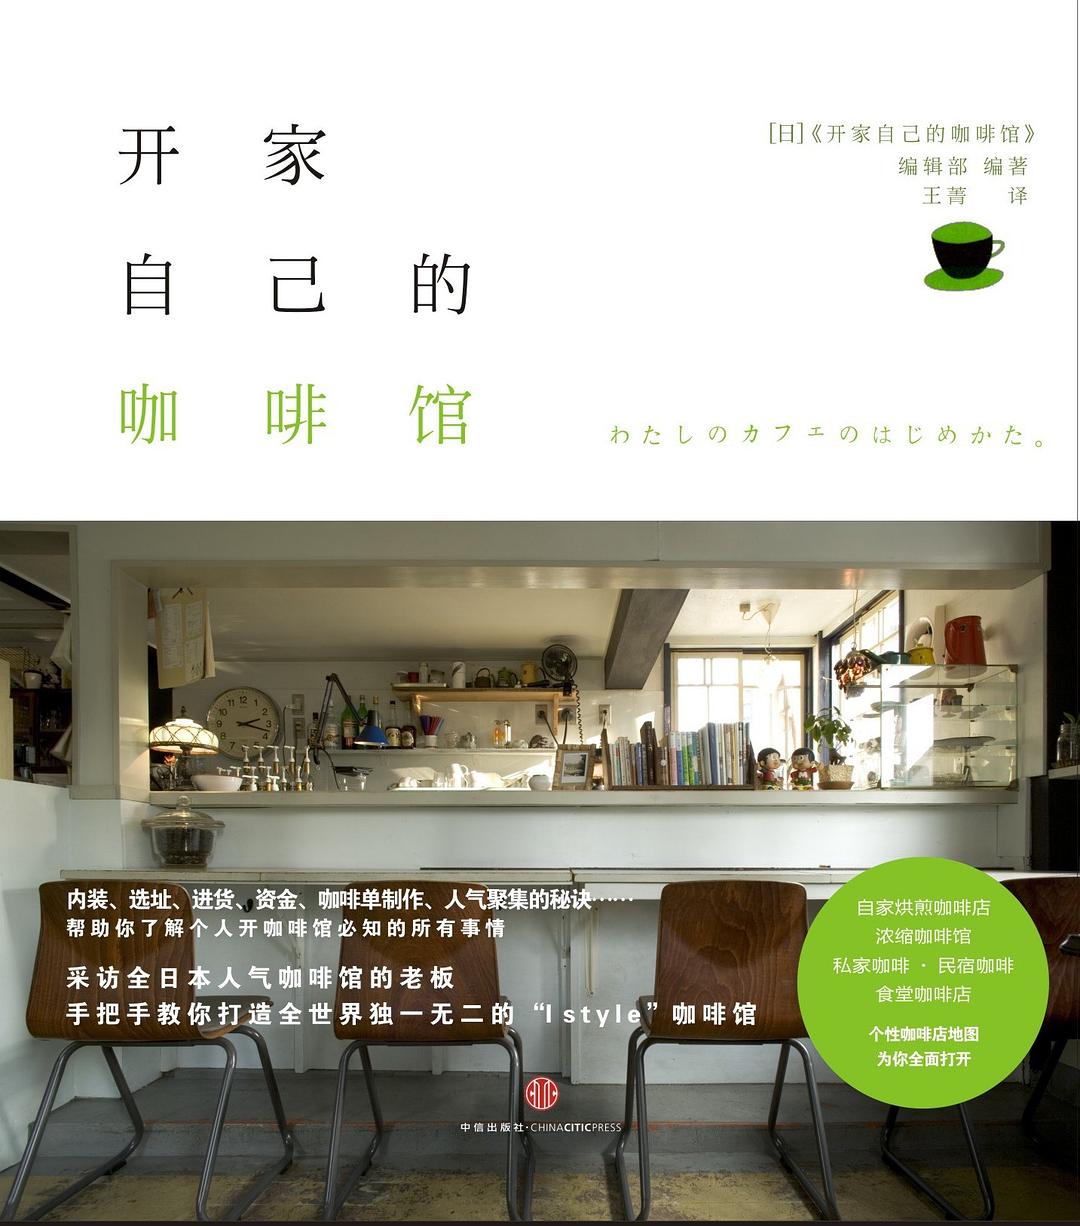 开家
自己的
咖啡馆
[日]《开家自己的咖啡馆》
编辑部 编著
王菁 译
わたしのカフェのはじめかた。
内装、选址、进货、资金、咖啡单制作、人气聚集的秘诀……
帮助你了解个人开咖啡馆必知的所有事情
采访全日本人气咖啡馆的老板
手把手教你打造全世界独一无二的“I style”咖啡馆
自家烘煎咖啡店
浓缩咖啡馆
私家咖啡 · 民宿咖啡
食堂咖啡店
个性咖啡店地图
为你全面打开
中信出版社·CHINACITICPRESS